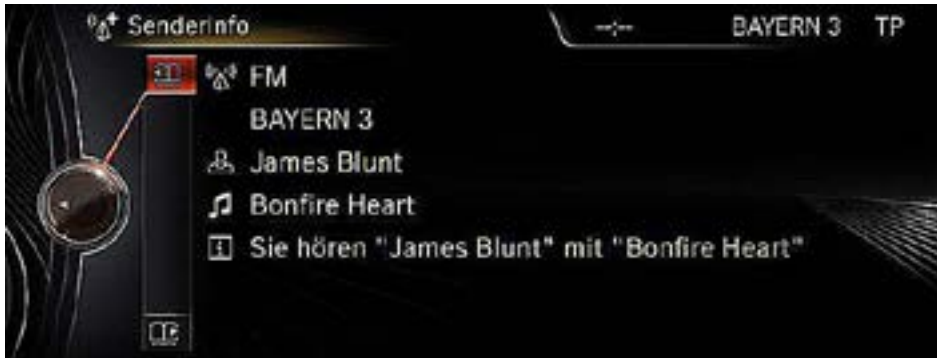 Senderinfo --:-- BAYERN 3 TP
FM
BAYERN 3
James Blunt
Bonfire Heart
Sie hören "James Blunt" mit "Bonfire Heart"